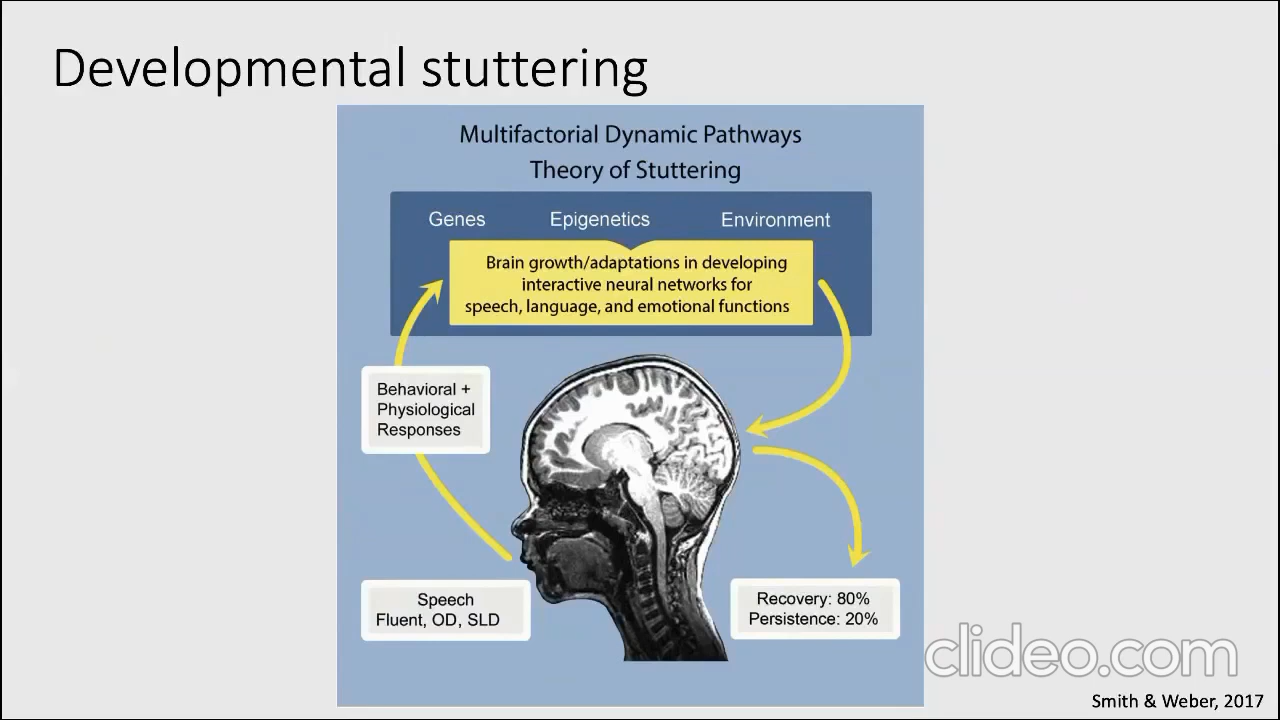 Developmental stuttering
Multifactorial Dynamic Pathways
Theory of Stuttering
Genes Epigenetics Environment
Brain growth/adaptations in developing
interactive neural networks for
speech, language, and emotional functions
Behavioral +
Physiological
Responses
Speech
Fluent, OD, SLD
Recovery: 80%
Persistence: 20%
clideo.com
Smith & Weber, 2017